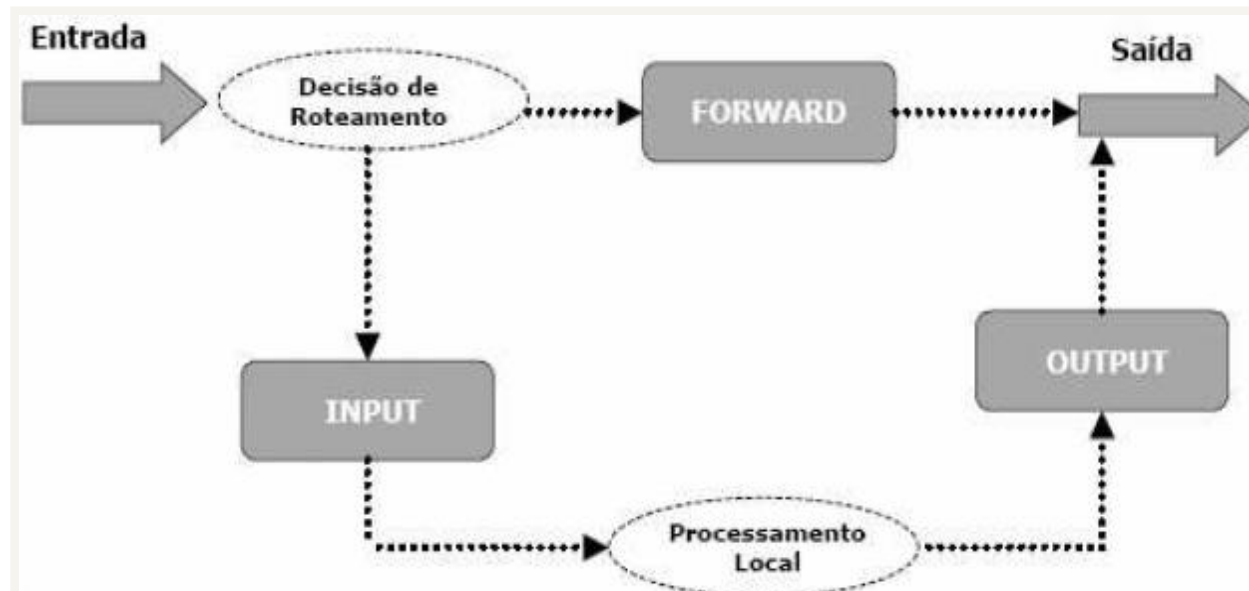 Entrada
Decisão de
Roteamento
FORWARD
Saída
INPUT
OUTPUT
Processamento
Local